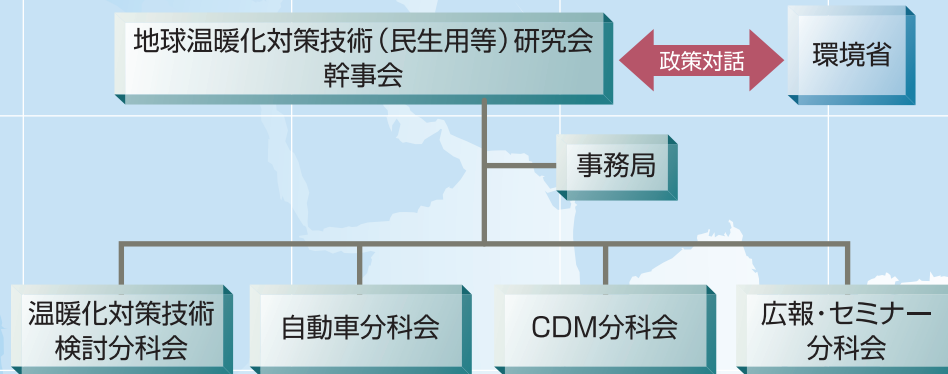 地球温暖化対策技術（民生用等）研究会
幹事会
政策対話
環境省
事務局
温暖化対策技術
検討分科会
自動車分科会
CDM分科会
広報・セミナー
分科会